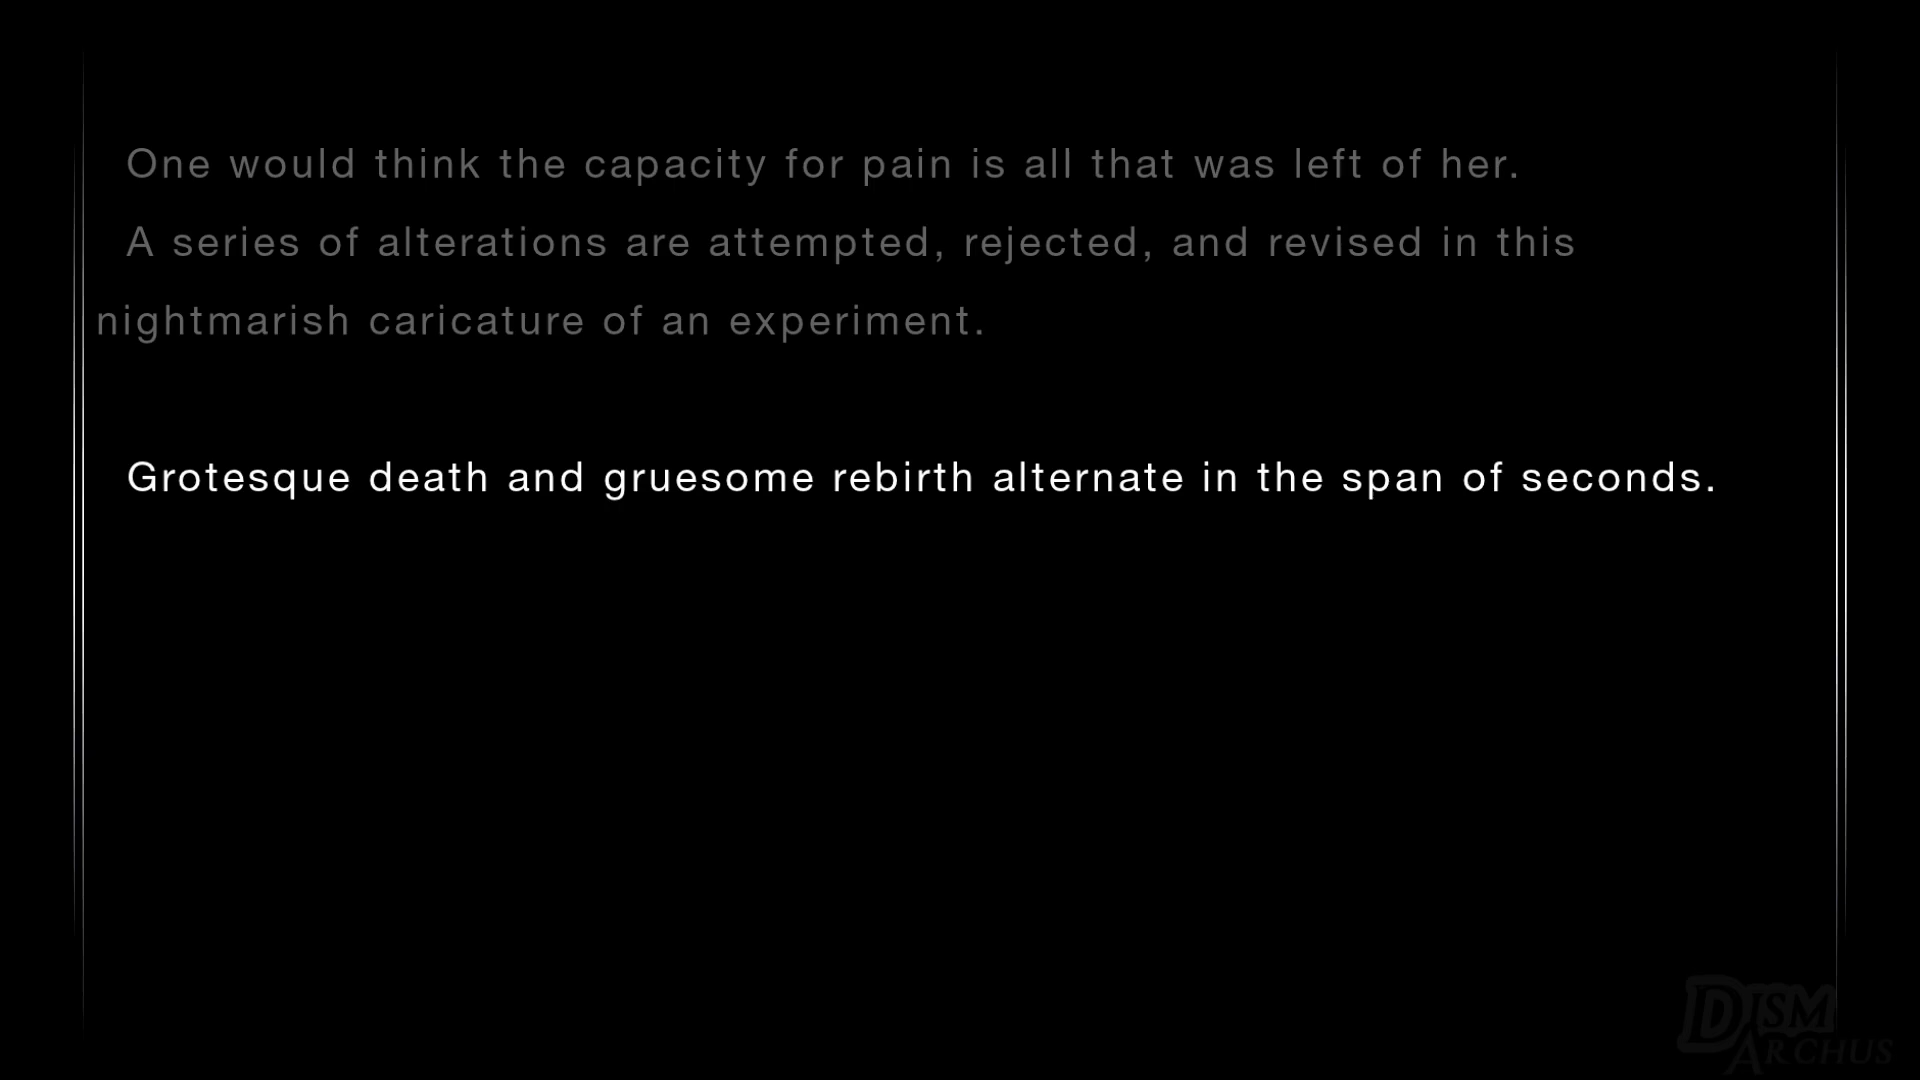 One would think the capacity for pain is all that was left of her.
A series of alterations are attempted, rejected, and revised in this
nightmarish caricature of an experiment.
Grotesque death and gruesome rebirth alternate in the span of seconds.
DISM
ARCHUS